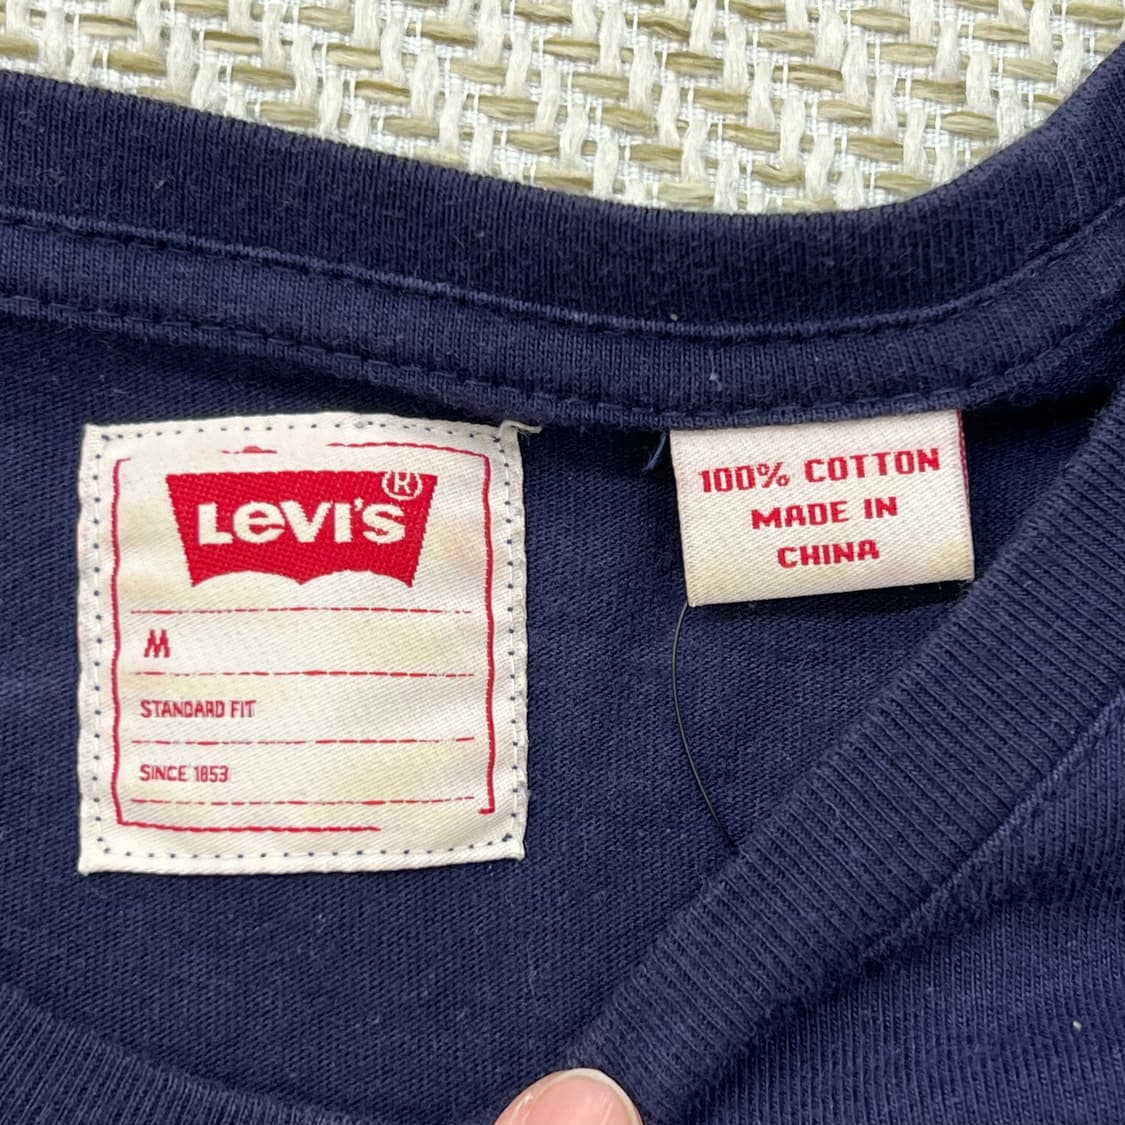 LEVI'S®
M
STANDARD FIT
SINCE 1853
100% COTTON
MADE IN
CHINA